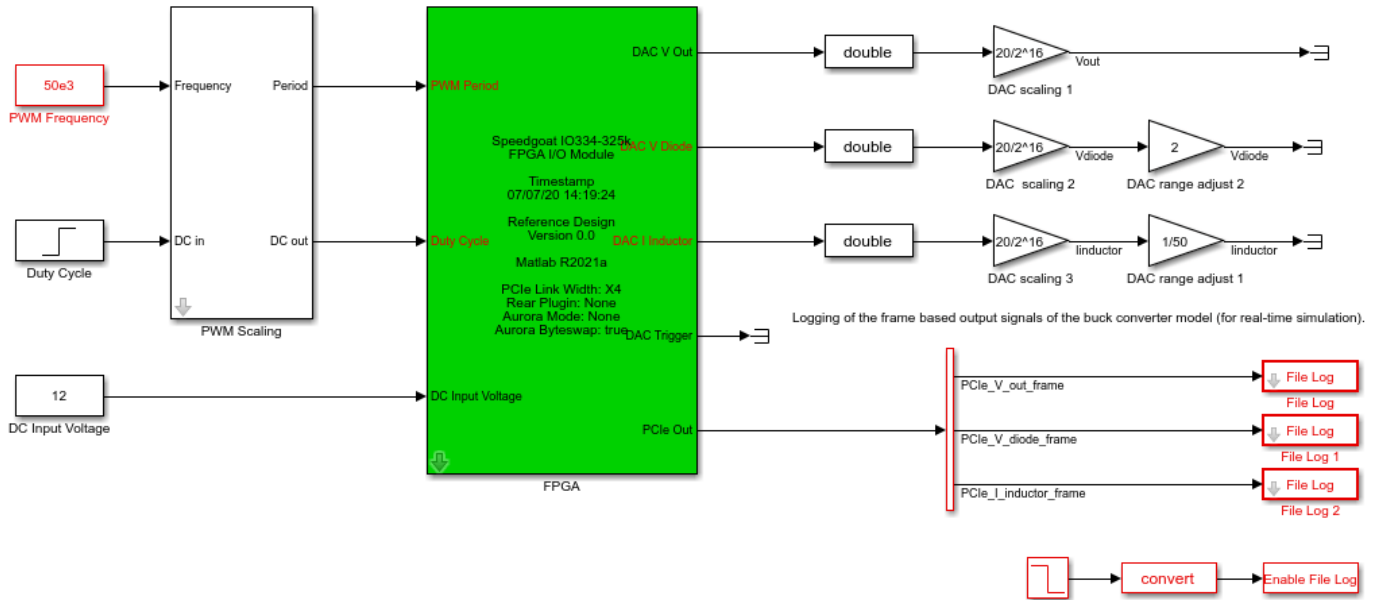 50e3
PWM Frequency
Duty Cycle
12
DC Input Voltage
Frequency
Period
DC in
DC out
PWM Scaling
PWM Period
Duty Cycle
DC Input Voltage
Speedgoat IO334-325k
FPGA I/O Module
Timestamp
07/07/20 14:19:24
Reference Design
Version 0.0
Matlab R2021a
PCIe Link Width: X4
Rear Plugin: None
Aurora Mode: None
Aurora Byteswap: true
DAC V Out
DAC V Diode
DAC I Inductor
DAC Trigger
PCIe Out
FPGA
double
20/2^16
Vout
DAC scaling 1
double
20/2^16
Vdiode
2
Vdiode
DAC scaling 2
DAC range adjust 2
double
20/2^16
Iinductor
1/50
Iinductor
DAC scaling 3
DAC range adjust 1
Logging of the frame based output signals of the buck converter model (for real-time simulation).
PCIe_V_out_frame
File Log
File Log
PCIe_V_diode_frame
File Log
File Log 1
PCIe_I_inductor_frame
File Log
File Log 2
convert
Enable File Log